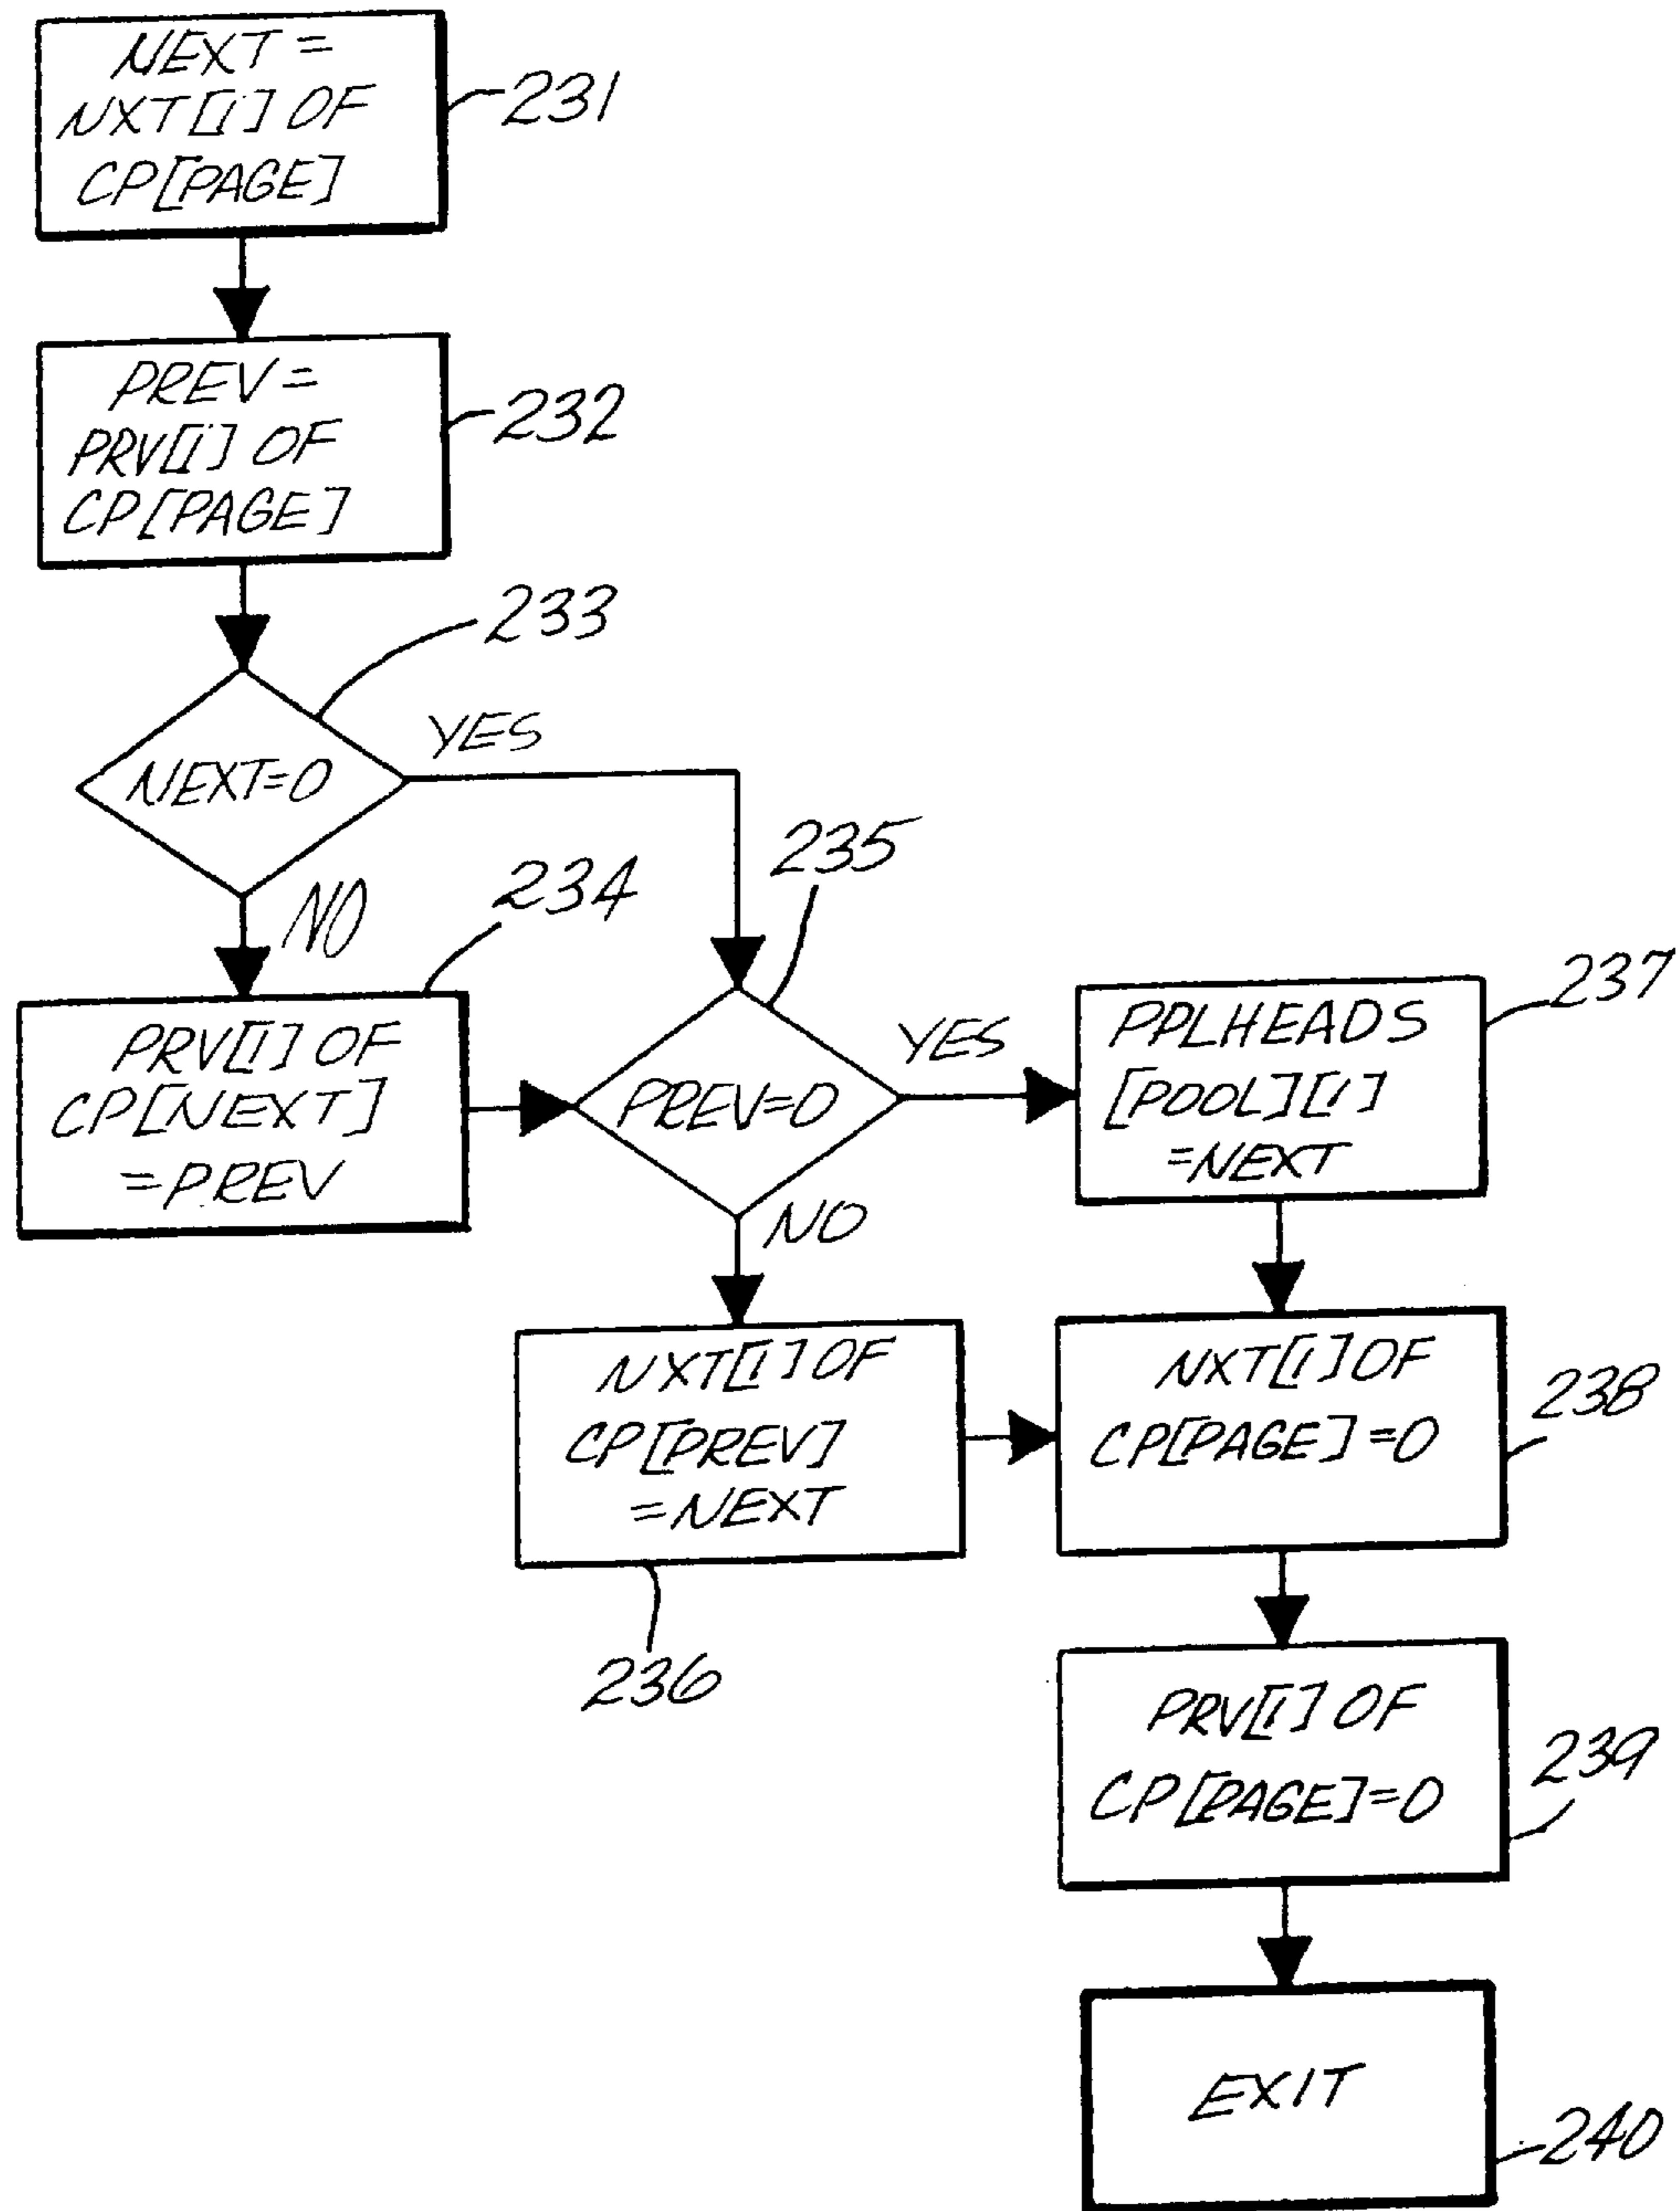 NEXT =
NXT[i] OF
CP[PAGE]
231
PREV =
PRV[i] OF
CP[PAGE]
232
233
NEXT=0
YES
NO
234
PRV[i] OF
CP[NEXT]
=PREV
235
PREV=0
YES
NO
237
PPLHEADS
[POOL][i]
=NEXT
NXT[i] OF
CP[PREV]
=NEXT
236
NXT[i] OF
CP[PAGE]=0
238
PRV[i] OF
CP[PAGE]=0
239
EXIT
240